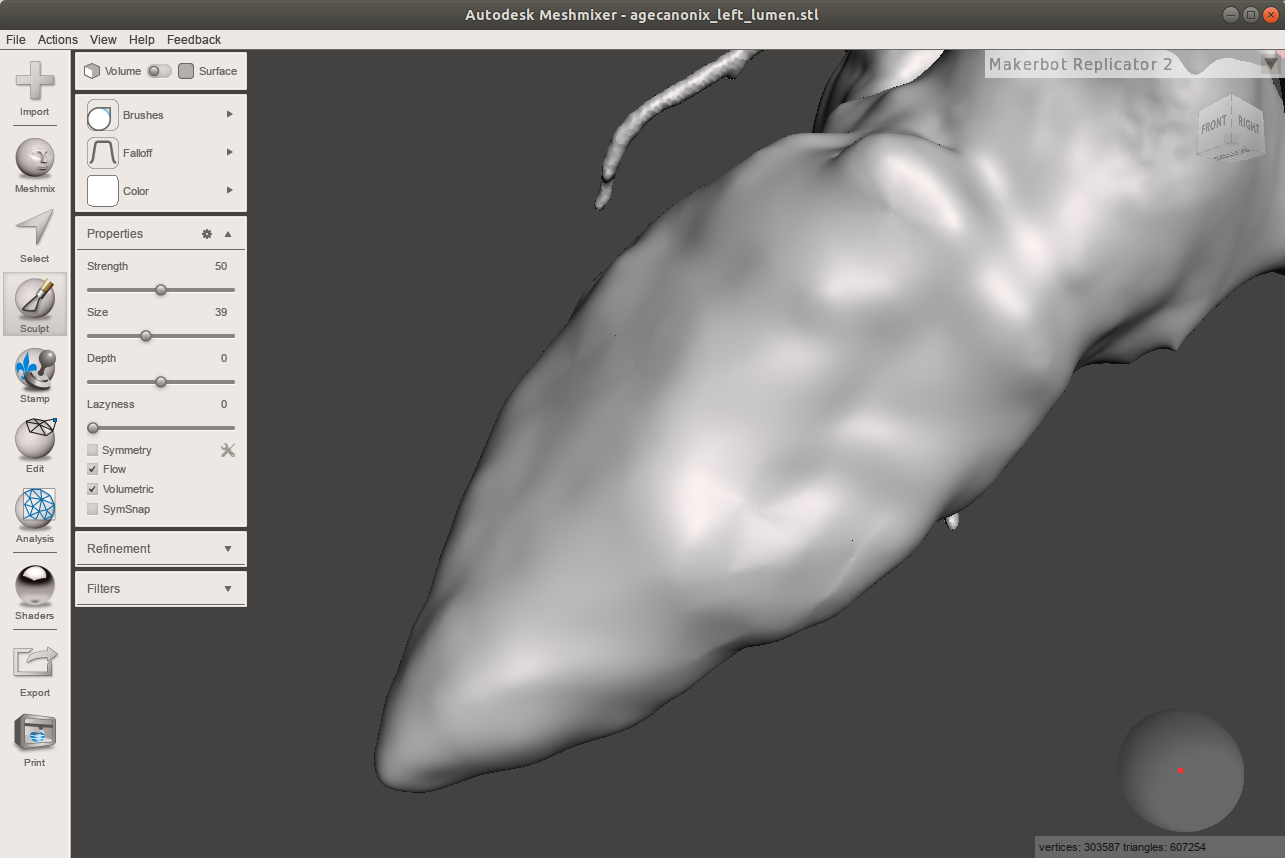 Autodesk Meshmixer - agecanonix_left_lumen.stl
File Actions View Help Feedback
Import
Meshmix
Select
Sculpt
Stamp
Edit
Analysis
Shaders
Export
Print
Volume Surface
Brushes
Falloff
Color
Properties
Strength 50
Size 39
Depth 0
Lazyness 0
Symmetry
Flow
Volumetric
SymSnap
Refinement
Filters
Makerbot Replicator 2
FRONT RIGHT
vertices: 303587 triangles: 607254